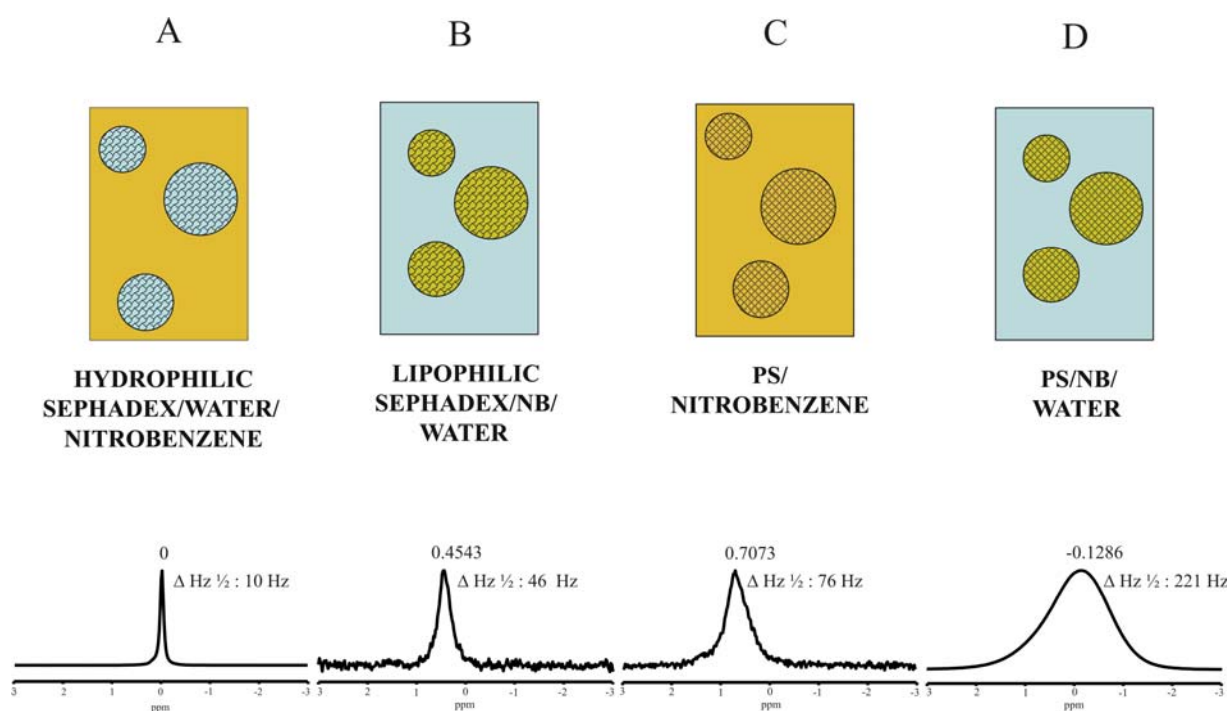 A B C D
HYDROPHILIC
SEPHADEX/WATER/
NITROBENZENE
LIPOPHILIC
SEPHADEX/NB/
WATER
PS/
NITROBENZENE
PS/NB/
WATER
0
Δ Hz ½ : 10 Hz
3 2 1 0 -1 -2 -3
ppm
0.4543
Δ Hz ½ : 46 Hz
3 2 1 0 -1 -2 -3
ppm
0.7073
Δ Hz ½ : 76 Hz
3 2 1 0 -1 -2 -3
ppm
-0.1286
Δ Hz ½ : 221 Hz
3 2 1 0 -1 -2 -3
ppm